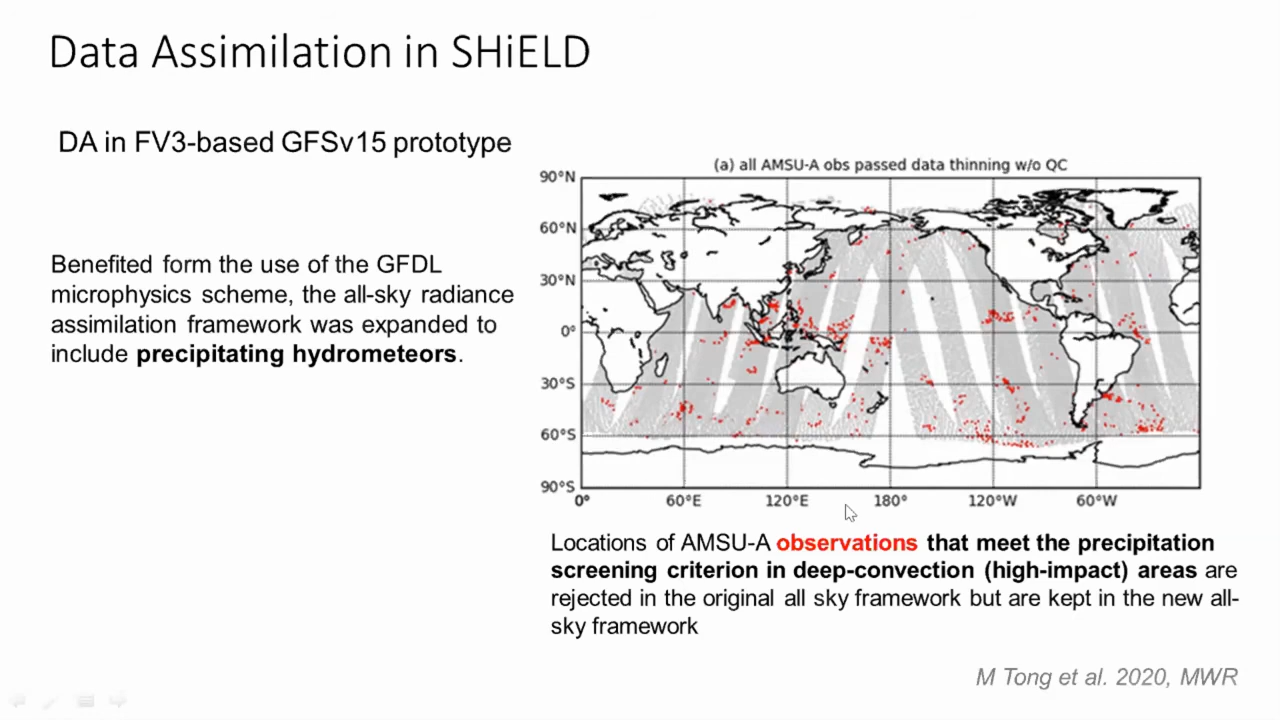 Data Assimilation in SHiELD
DA in FV3-based GFSv15 prototype
Benefited form the use of the GFDL
microphysics scheme, the all-sky radiance
assimilation framework was expanded to
include precipitating hydrometeors.
(a) all AMSU-A obs passed data thinning w/o QC
90°N
60°N
30°N
0°
30°S
60°S
90°S
0° 60°E 120°E 180° 120°W 60°W
Locations of AMSU-A observations that meet the precipitation
screening criterion in deep-convection (high-impact) areas are
rejected in the original all sky framework but are kept in the new all-
sky framework
M Tong et al. 2020, MWR